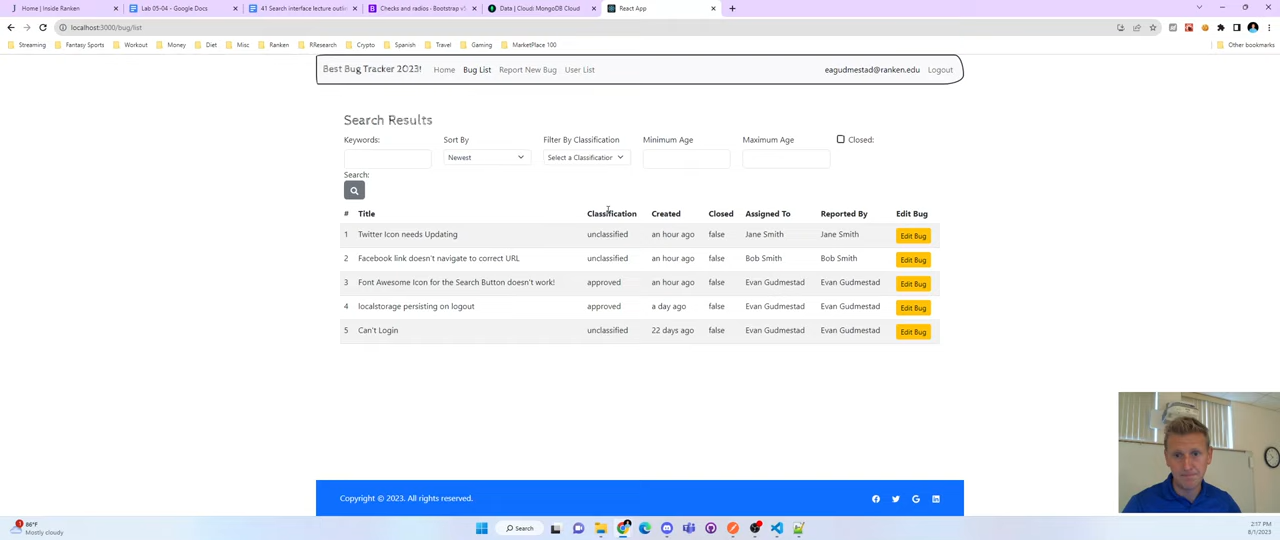 Home | Inside Ranken
Lab 05-04 - Google Docs
41 Search interface lecture outlin
Checks and radios - Bootstrap v5
Data | Cloud: MongoDB Cloud
React App
localhost:3000/bug/list
Streaming
Fantasy Sports
Workout
Money
Diet
Misc
Ranken
RResearch
Crypto
Spanish
Travel
Gaming
MarketPlace 100
Other bookmarks
Best Bug Tracker 2023!
Home
Bug List
Report New Bug
User List
eagudmestad@ranken.edu
Logout
Search Results
Keywords:
Sort By
Filter By Classification
Minimum Age
Maximum Age
Closed:
Newest
Select a Classification
Search:
# Title Classification Created Closed Assigned To Reported By Edit Bug
1 Twitter Icon needs Updating unclassified an hour ago false Jane Smith Jane Smith Edit Bug
2 Facebook link doesn't navigate to correct URL unclassified an hour ago false Bob Smith Bob Smith Edit Bug
3 Font Awesome Icon for the Search Button doesn't work! approved an hour ago false Evan Gudmestad Evan Gudmestad Edit Bug
4 localstorage persisting on logout approved a day ago false Evan Gudmestad Evan Gudmestad Edit Bug
5 Can't Login unclassified 22 days ago false Evan Gudmestad Evan Gudmestad Edit Bug
Copyright © 2023. All rights reserved.
86°F
Mostly cloudy
Search
2:17 PM
8/1/2023